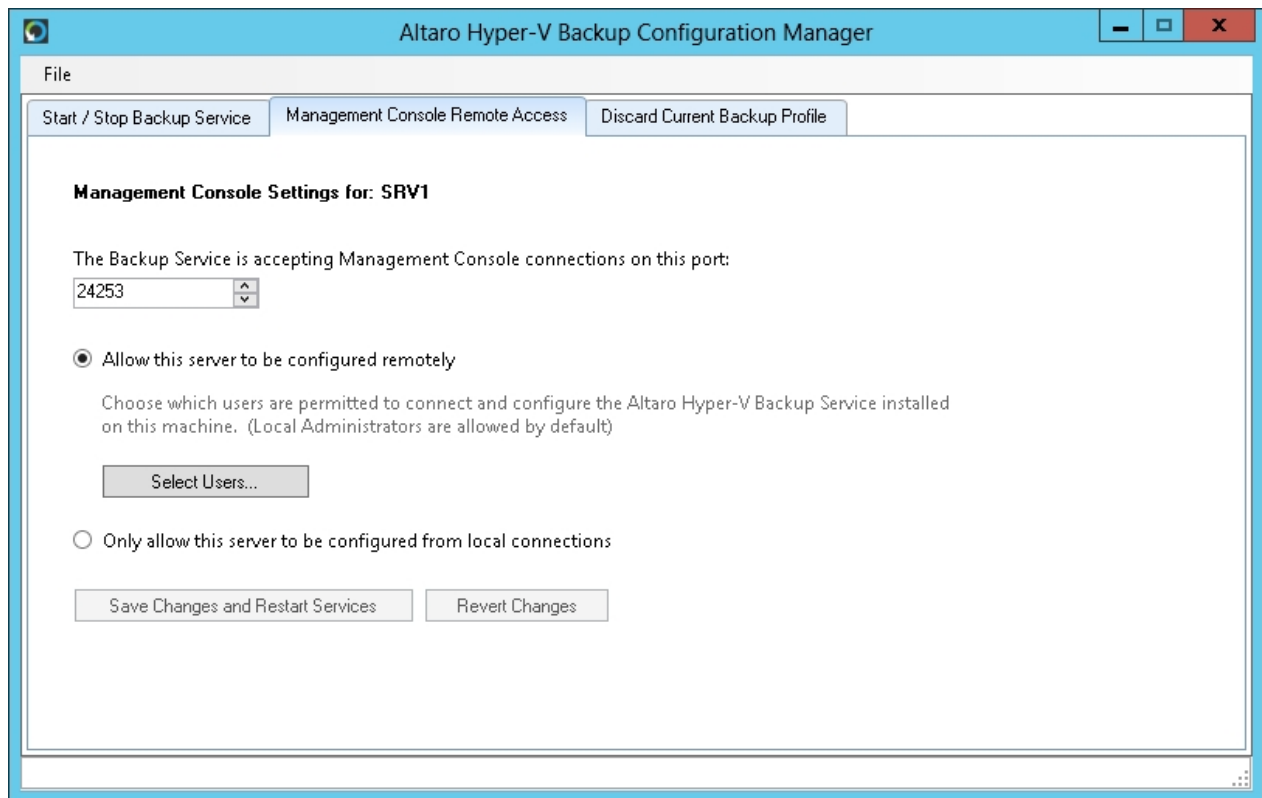 Altaro Hyper-V Backup Configuration Manager
File
Start / Stop Backup Service
Management Console Remote Access
Discard Current Backup Profile
Management Console Settings for: SRV1
The Backup Service is accepting Management Console connections on this port:
24253
Allow this server to be configured remotely
Choose which users are permitted to connect and configure the Altaro Hyper-V Backup Service installed
on this machine. (Local Administrators are allowed by default)
Select Users...
Only allow this server to be configured from local connections
Save Changes and Restart Services
Revert Changes